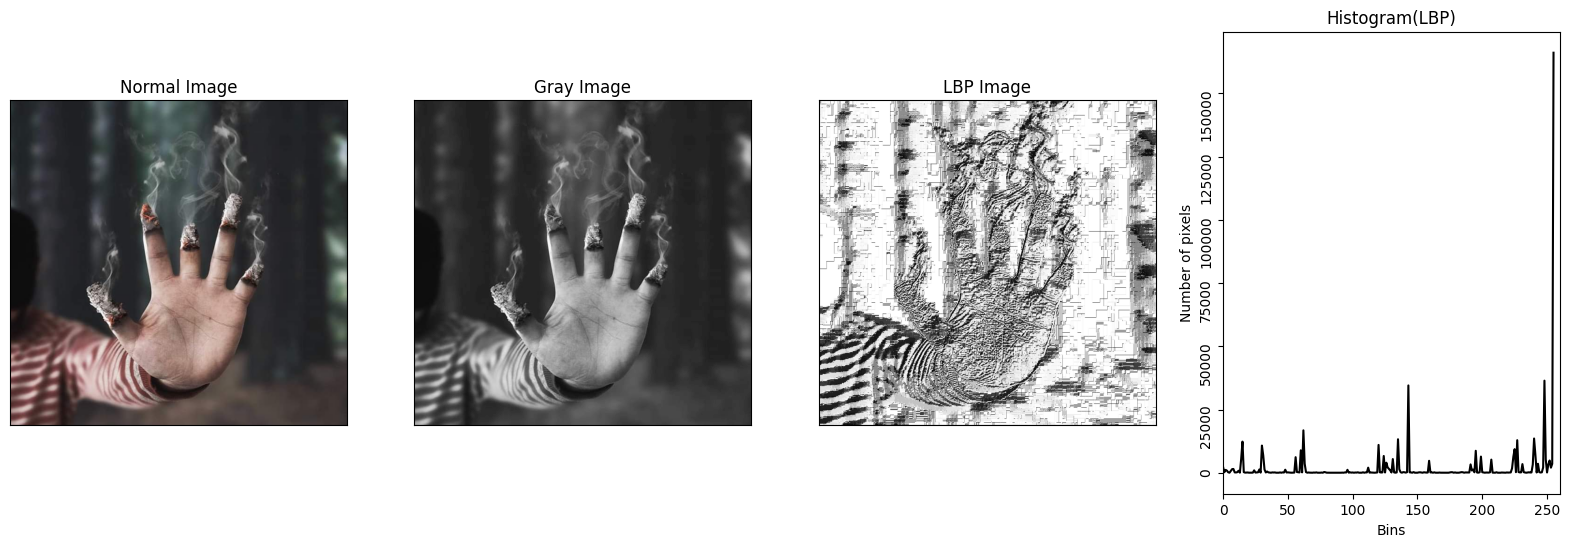 Normal Image
Gray Image
LBP Image
Histogram(LBP)
Number of pixels
150000
125000
100000
75000
50000
25000
0
0 50 100 150 200 250
Bins